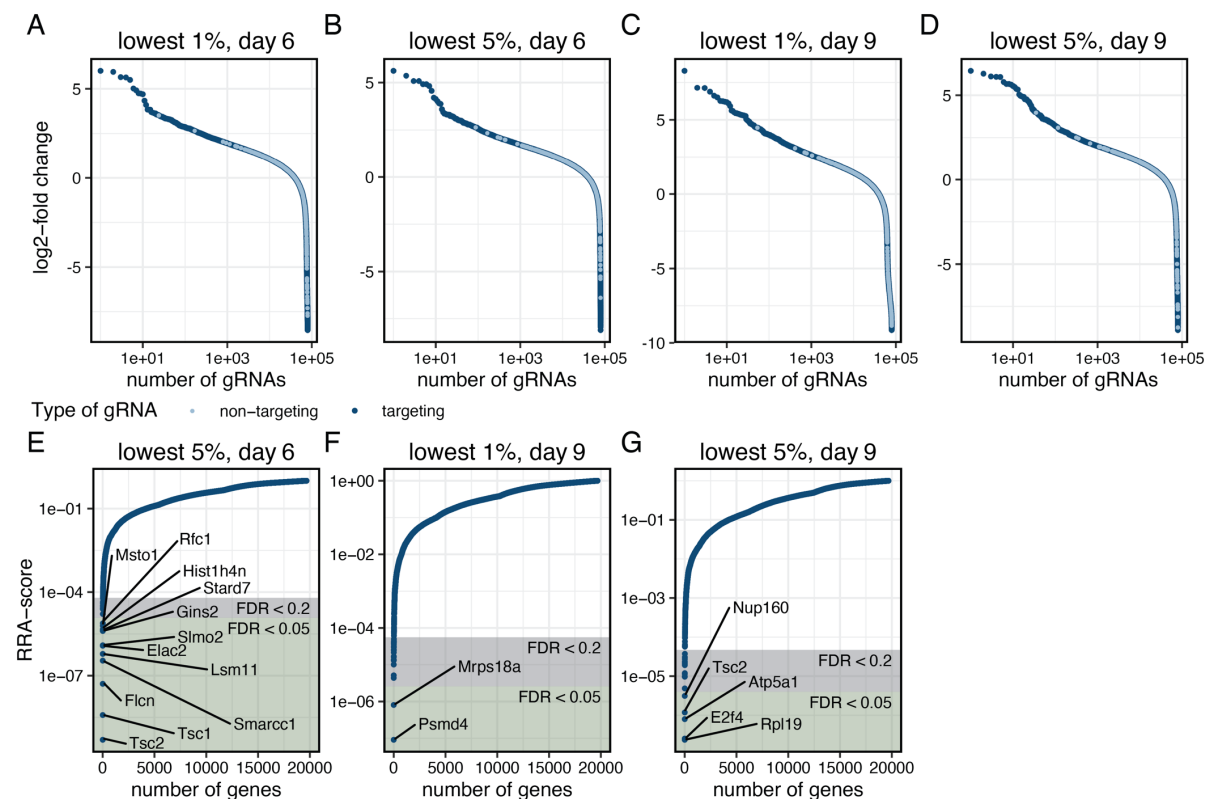 A
B
C
D
lowest 1%, day 6
lowest 5%, day 6
lowest 1%, day 9
lowest 5%, day 9
log2−fold change
5
0
-5
5
0
-5
5
0
-5
-10
5
0
-5
1e+01 1e+03 1e+05
1e+01 1e+03 1e+05
1e+01 1e+03 1e+05
1e+01 1e+03 1e+05
number of gRNAs
number of gRNAs
number of gRNAs
number of gRNAs
Type of gRNA non−targeting targeting
E
F
G
lowest 5%, day 6
lowest 1%, day 9
lowest 5%, day 9
RRA−score
1e−01
1e−04
1e−07
Msto1
Rfc1
Hist1h4n
Stard7
FDR < 0.2
Gins2
FDR < 0.05
Slmo2
Elac2
Lsm11
Flcn
Smarcc1
Tsc1
Tsc2
0 5000 10000 15000 20000
number of genes
1e+00
1e−02
1e−04
1e−06
FDR < 0.2
Mrps18a
FDR < 0.05
Psmd4
0 5000 10000 15000 20000
number of genes
1e−01
1e−03
1e−05
Nup160
FDR < 0.2
Tsc2
Atp5a1
FDR < 0.05
E2f4
Rpl19
0 5000 10000 15000 20000
number of genes